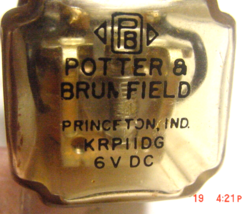 PB
POTTER &
BRUMFIELD
PRINCETON, IND.
KRP11DG
6V DC
19 4:21P